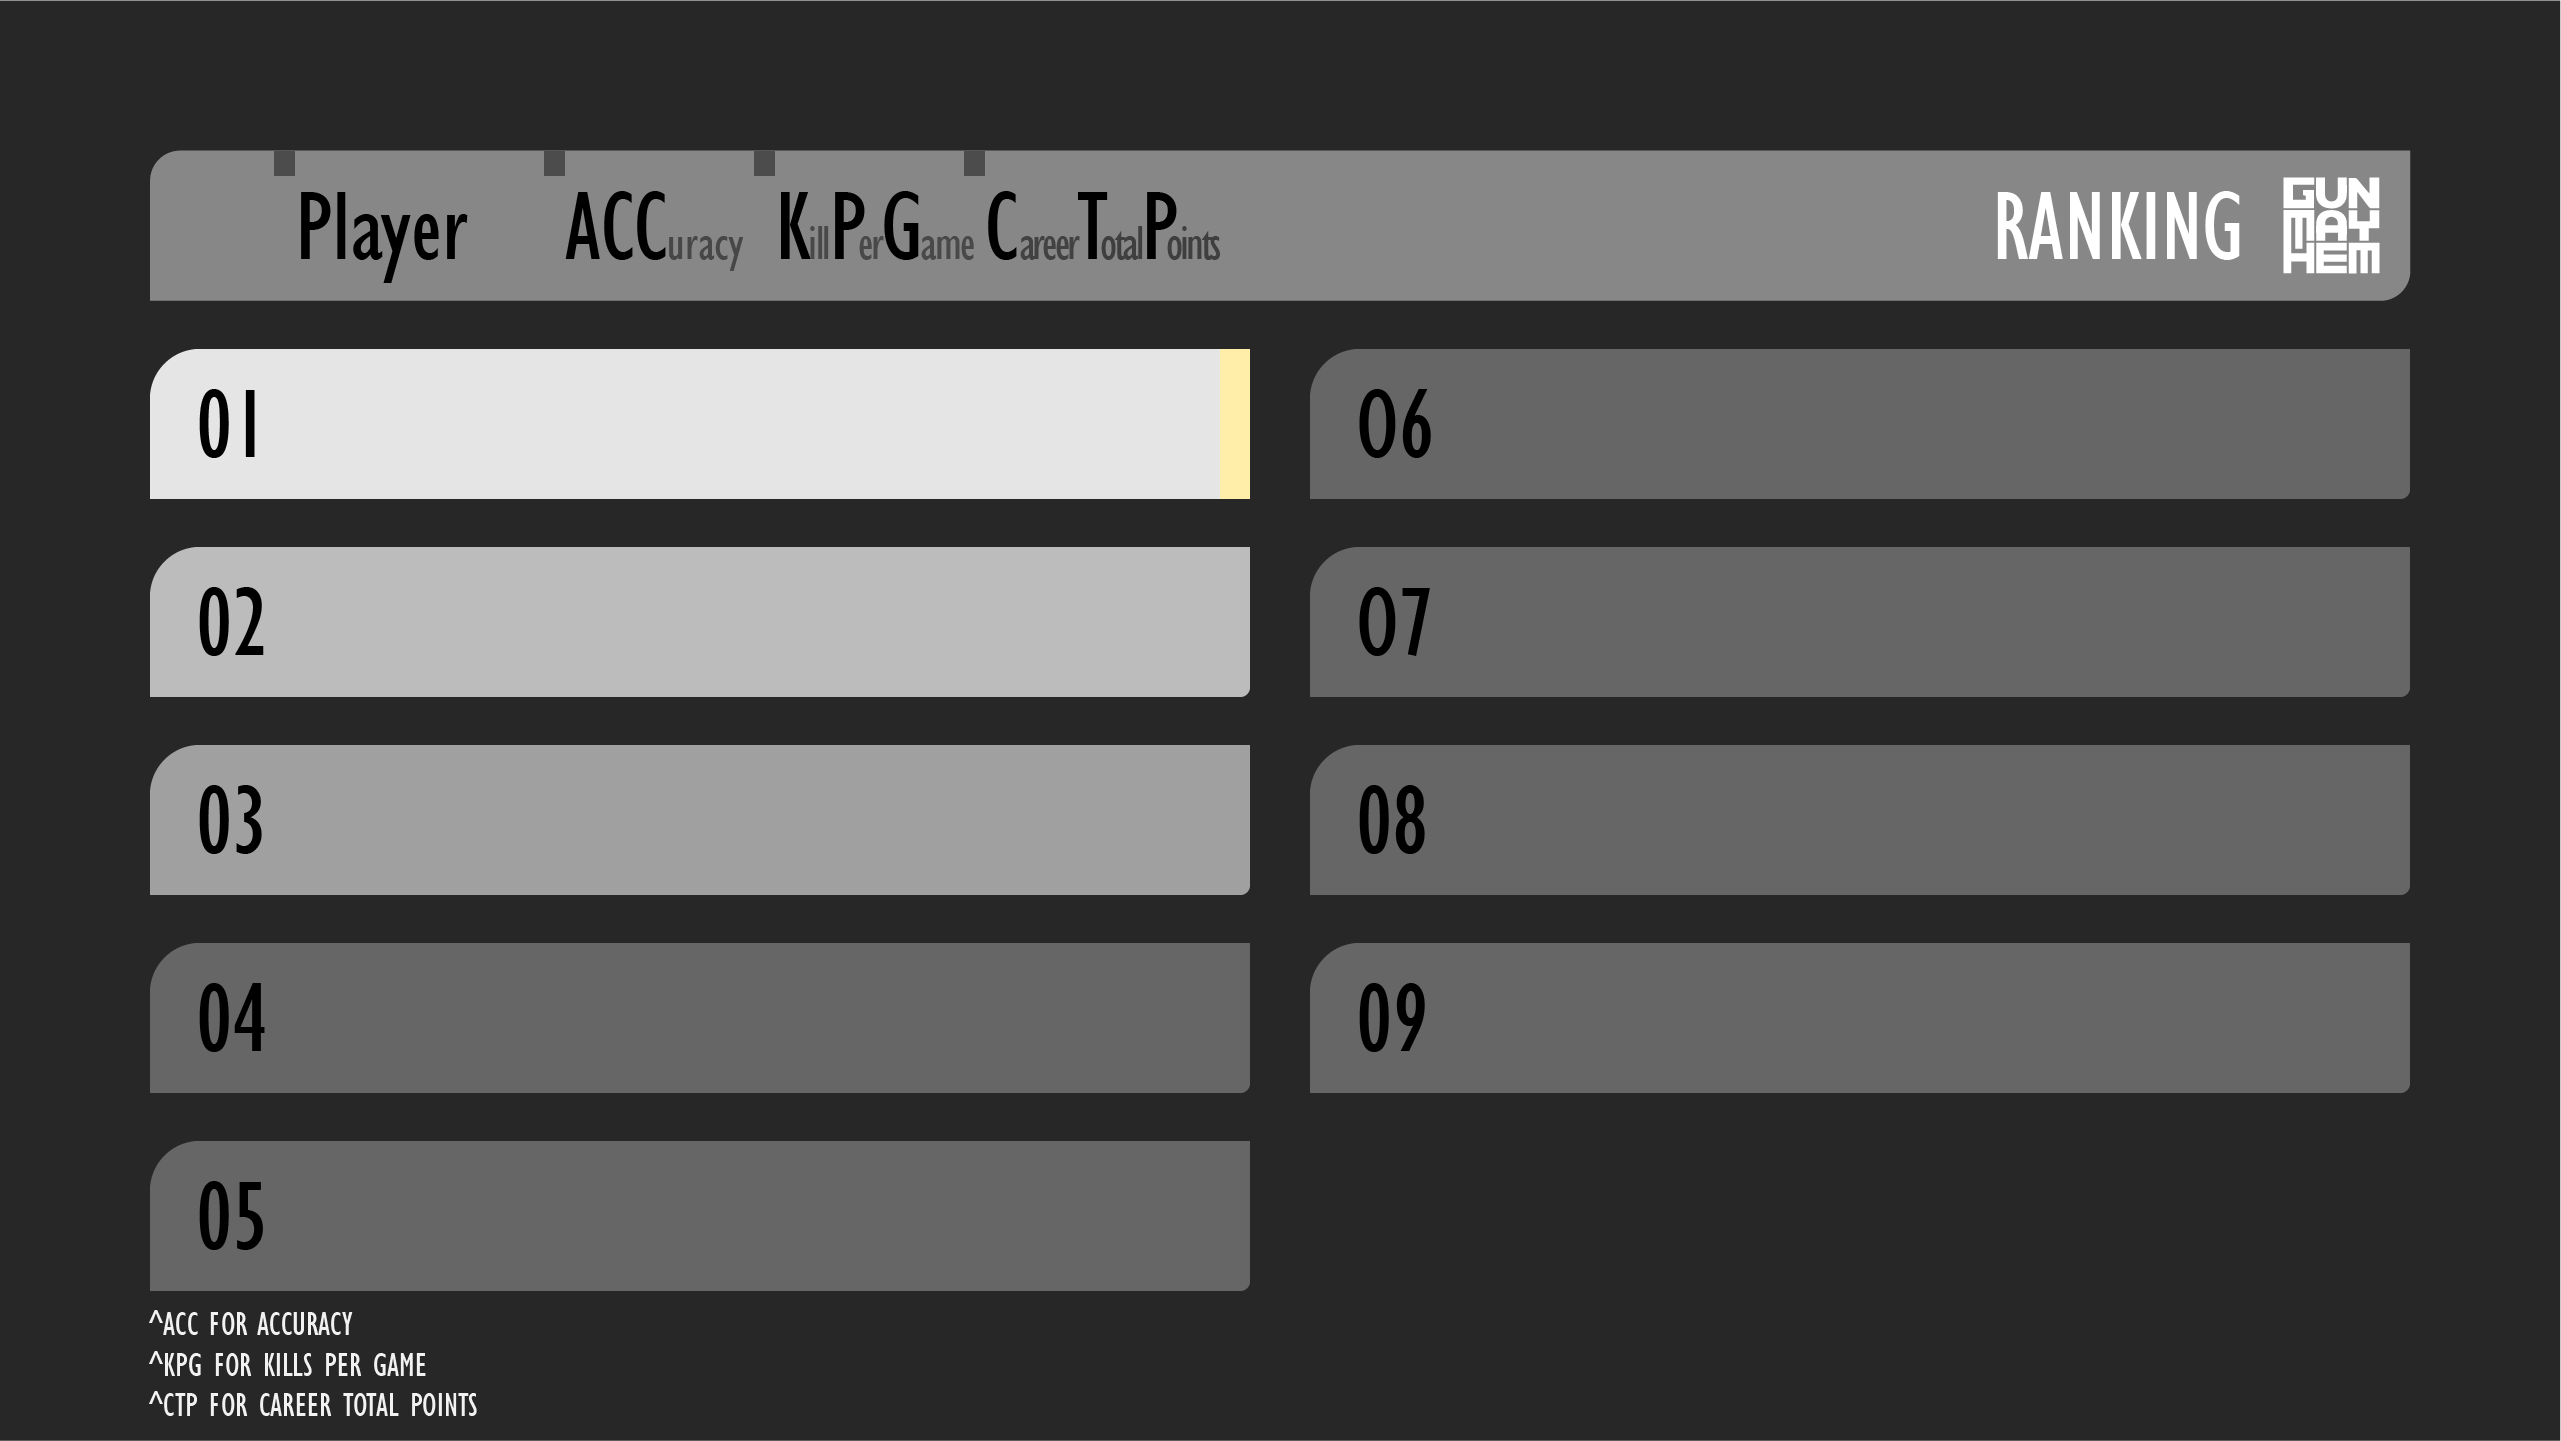 Player ACCuracy KillPerGame CareerTotalPoints RANKING
GUN
MAY
HEM
01
02
03
04
05
06
07
08
09
^ACC FOR ACCURACY
^KPG FOR KILLS PER GAME
^CTP FOR CAREER TOTAL POINTS